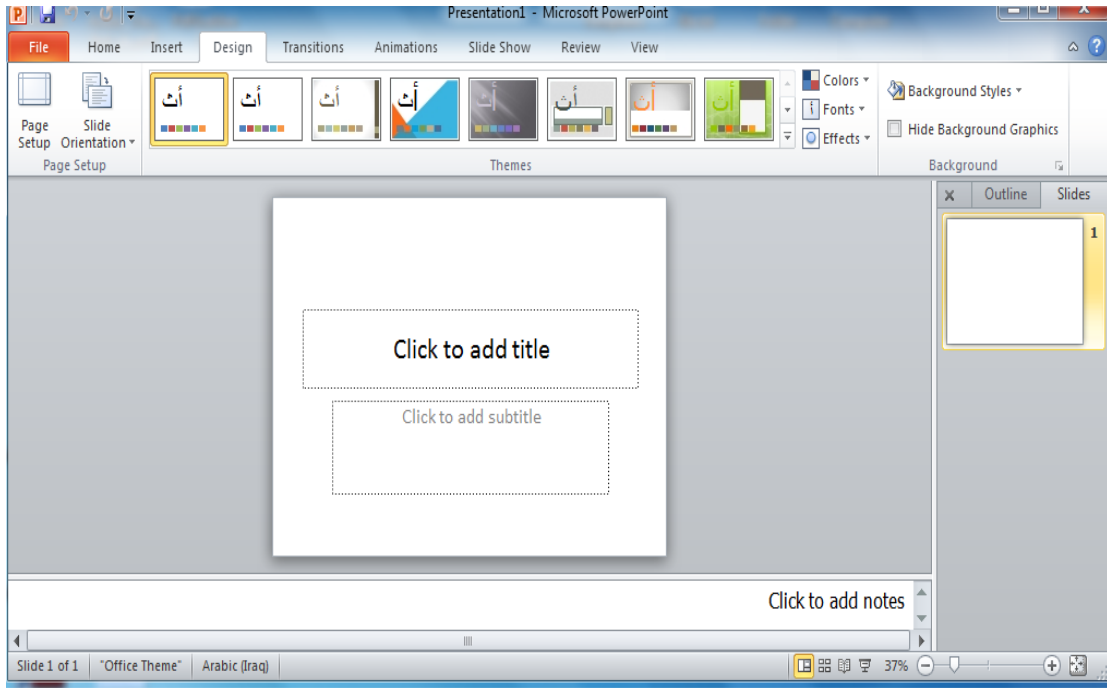 Presentation1 - Microsoft PowerPoint
File Home Insert Design Transitions Animations Slide Show Review View
أث أث أث أث أث أث أث أث
Colors
Fonts
Effects
Background Styles
Hide Background Graphics
Page Setup
Slide Orientation
Page Setup Themes Background
Outline Slides
1
Click to add title
Click to add subtitle
Click to add notes
Slide 1 of 1 "Office Theme" Arabic (Iraq) 37%